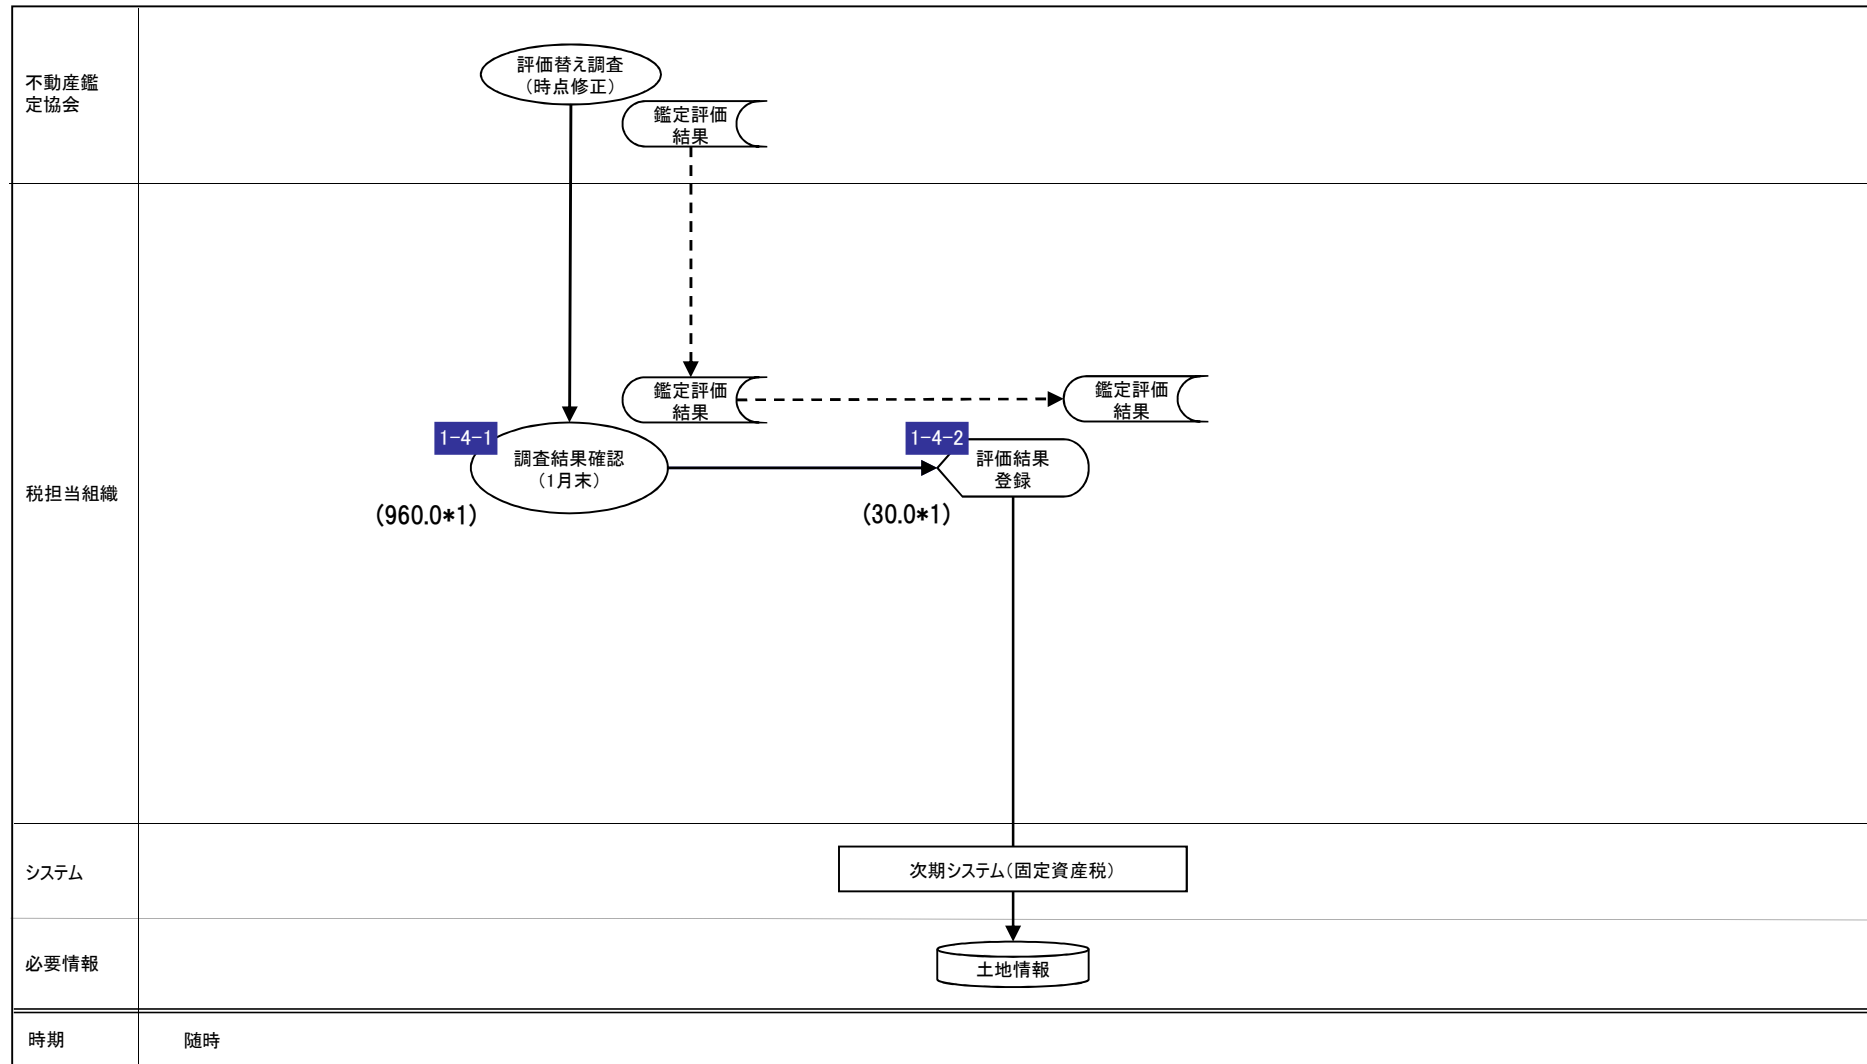 不動産鑑
定協会
評価替え調査
（時点修正）
鑑定評価
結果
税担当組織
鑑定評価
結果
鑑定評価
結果
1-4-1
調査結果確認
（1月末）
(960.0*1)
1-4-2
評価結果
登録
(30.0*1)
システム
次期システム（固定資産税）
必要情報
土地情報
時期
随時